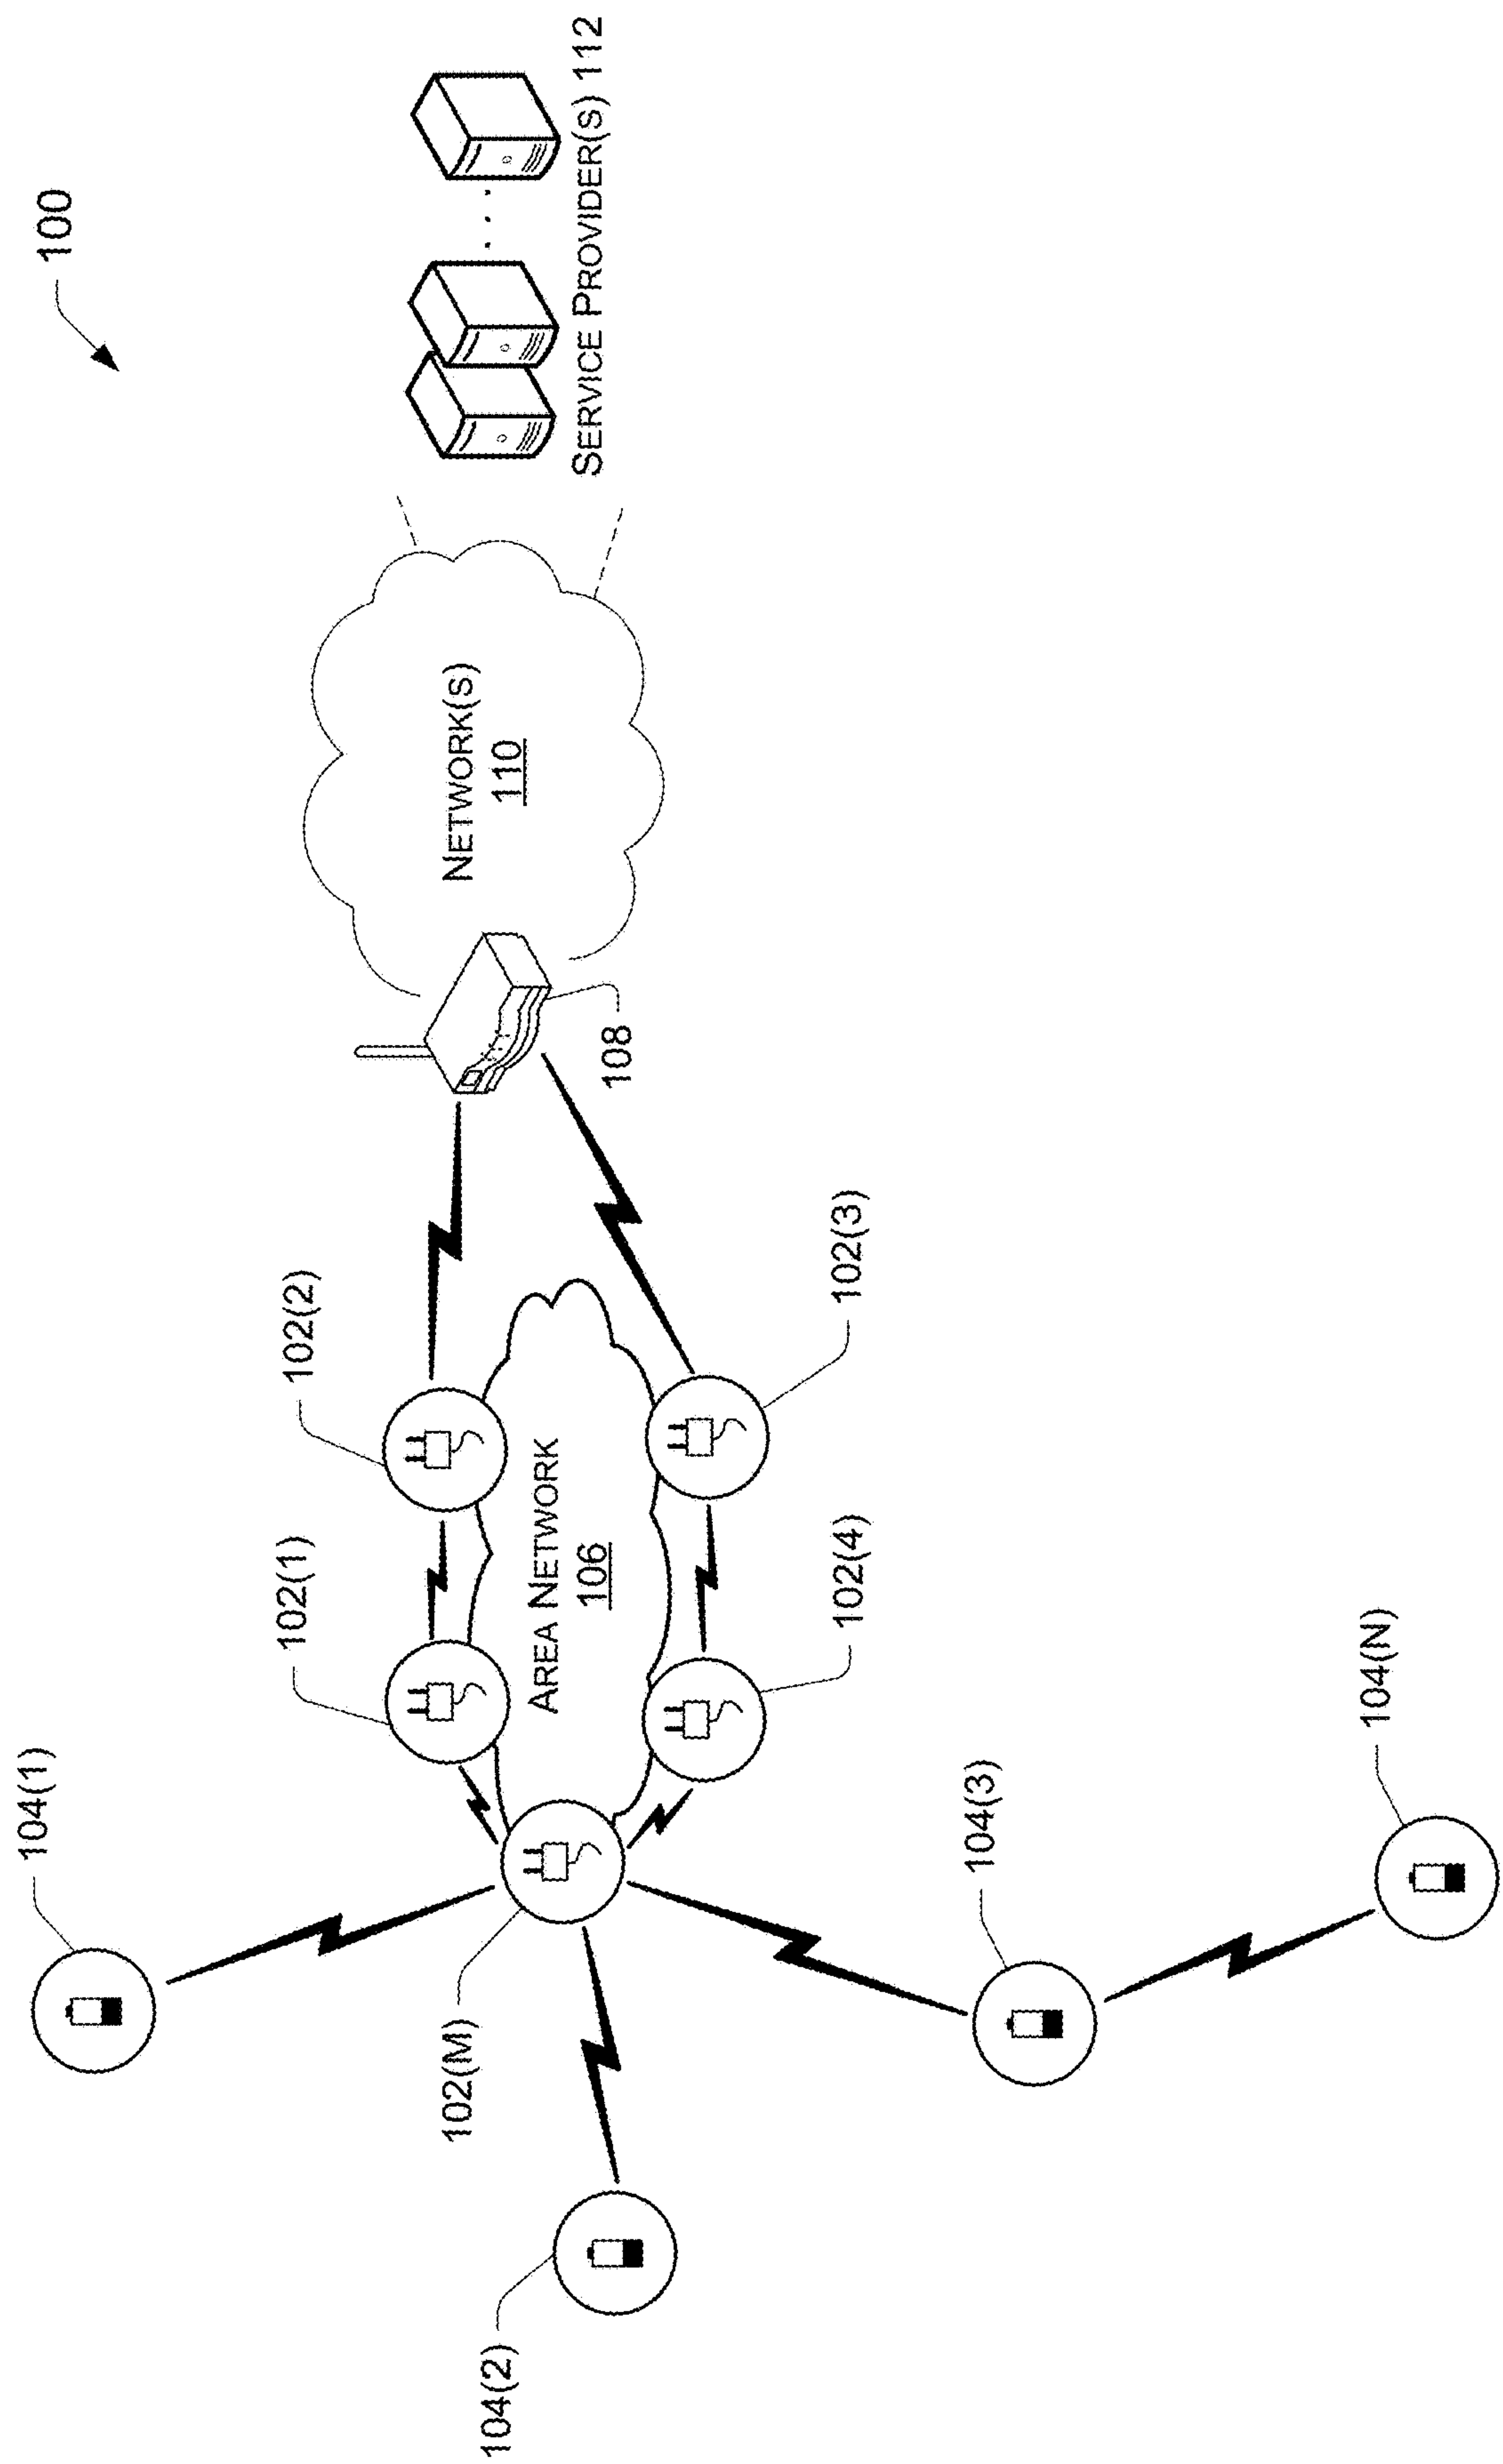 100
104(1)
102(1)
102(2)
102(M)
AREA NETWORK
106
NETWORK(S)
110
SERVICE PROVIDER(S) 112
108
104(2)
102(4)
102(3)
104(3)
104(N)